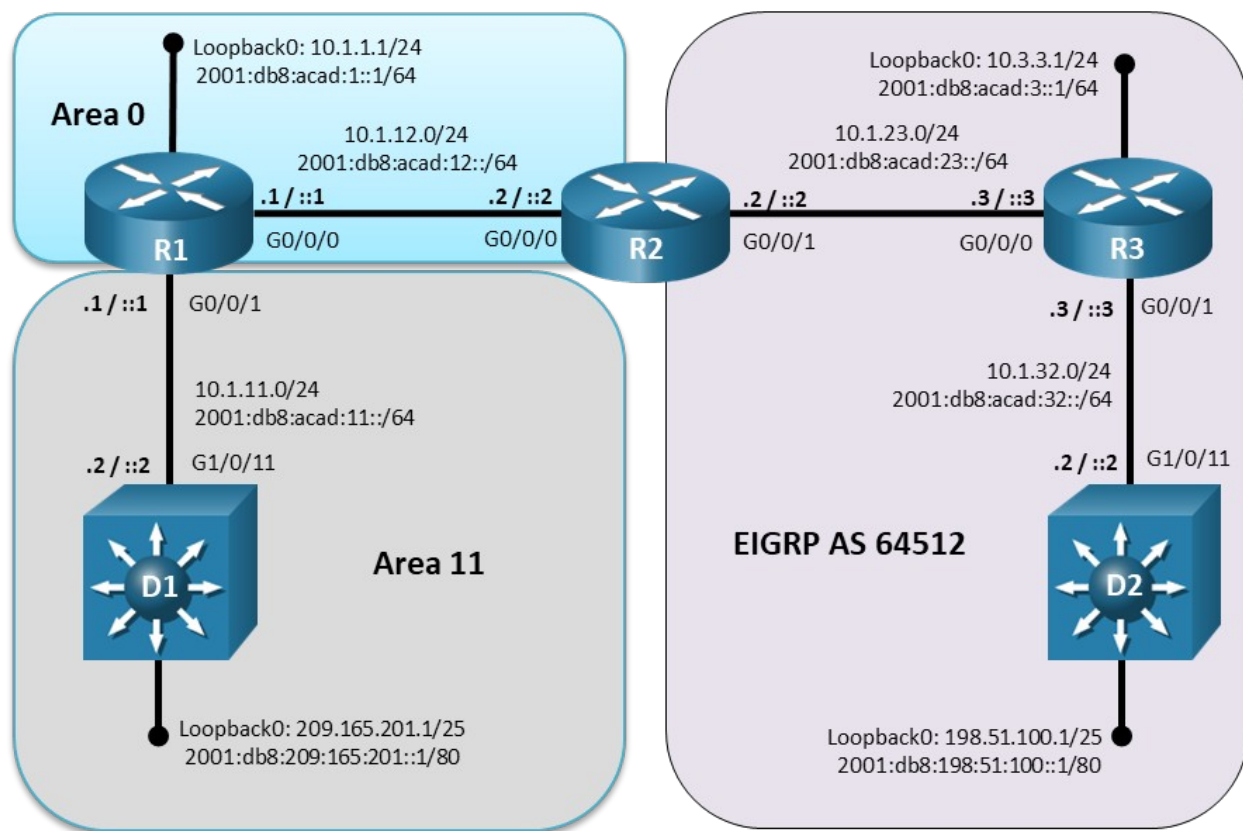 Loopback0: 10.1.1.1/24
2001:db8:acad:1::1/64
Area 0
10.1.12.0/24
2001:db8:acad:12::/64
.1 / ::1
.2 / ::2
R1
G0/0/0
G0/0/0
R2
Loopback0: 10.3.3.1/24
2001:db8:acad:3::1/64
10.1.23.0/24
2001:db8:acad:23::/64
.2 / ::2
.3 / ::3
G0/0/1
G0/0/0
R3
.1 / ::1
G0/0/1
10.1.11.0/24
2001:db8:acad:11::/64
.2 / ::2
G1/0/11
D1
Area 11
Loopback0: 209.165.201.1/25
2001:db8:209:165:201::1/80
.3 / ::3
G0/0/1
10.1.32.0/24
2001:db8:acad:32::/64
.2 / ::2
G1/0/11
EIGRP AS 64512
D2
Loopback0: 198.51.100.1/25
2001:db8:198:51:100::1/80